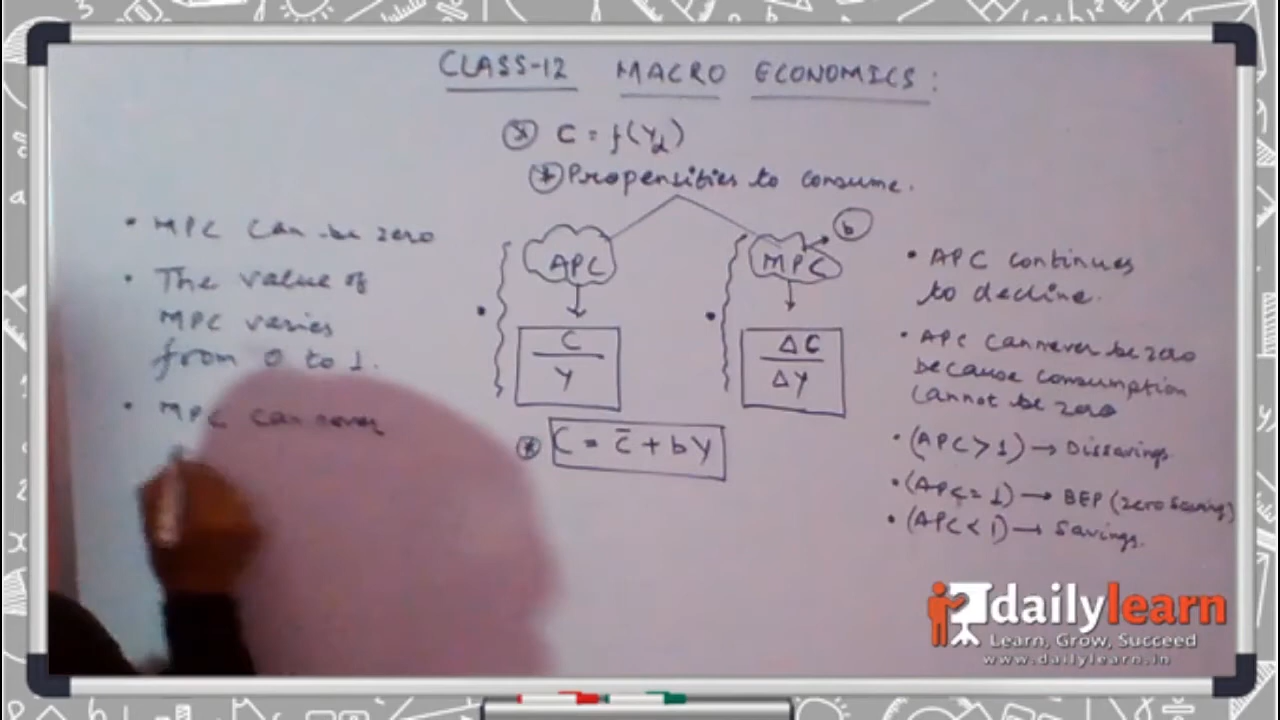 CLASS-12 MACRO ECONOMICS:
* C = f(Yd)
* Propensities to consume.
• MPC can be zero
• The value of
MPC varies
from 0 to 1.
• MPC can never
APC
C
Y
MPC
b
ΔC
ΔY
* C = C̄ + bY
• APC continues
to decline.
• APC can never be zero
because consumption
cannot be zero
• (APC > 1) → Dissavings
• (APC = 1) → BEP (zero Saving)
• (APC < 1) → Savings.
dailylearn
Learn, Grow, Succeed
www.dailylearn.in